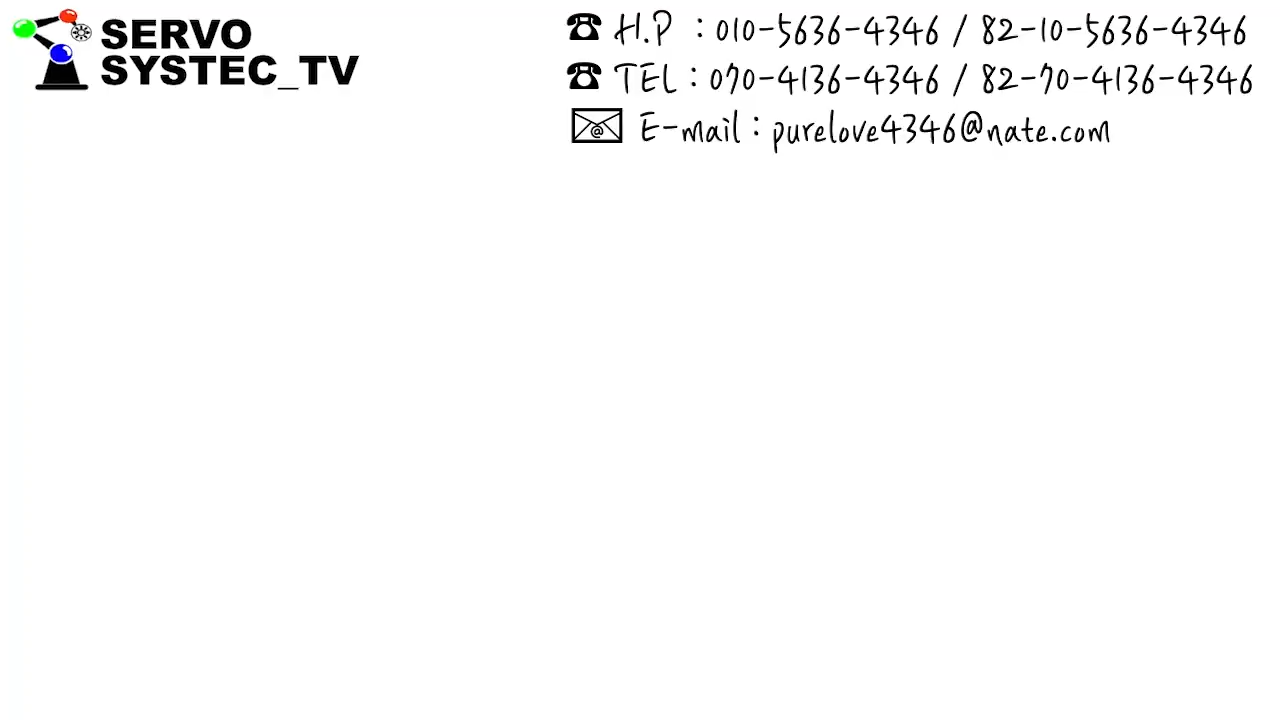 SERVO
SYSTEC_TV
☎ H.P : 010-5636-4346 / 82-10-5636-4346
☎ TEL : 070-4136-4346 / 82-70-4136-4346
E-mail : purelove4346@nate.com